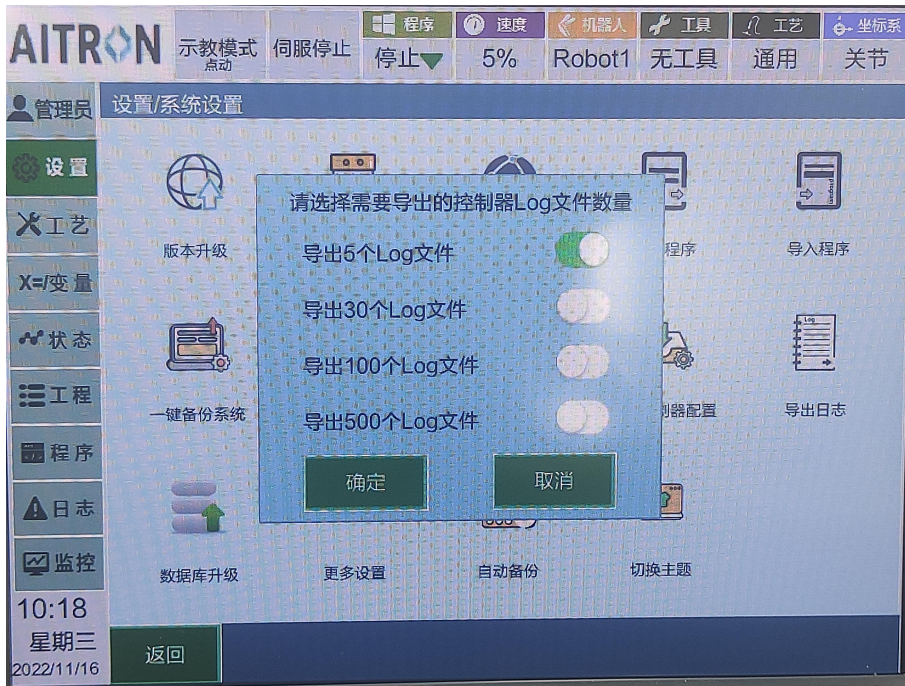 AITRON
示教模式
点动
伺服停止
程序
停止
速度
5%
机器人
Robot1
工具
无工具
工艺
通用
坐标系
关节
管理员
设置
工艺
X=/变量
状态
工程
程序
日志
监控
10:18
星期三
2022/11/16
设置/系统设置
版本升级
程序
导入程序
program
一键备份系统
制器配置
Log
导出日志
数据库升级
更多设置
自动备份
切换主题
请选择需要导出的控制器Log文件数量
导出5个Log文件
导出30个Log文件
导出100个Log文件
导出500个Log文件
确定
取消
返回